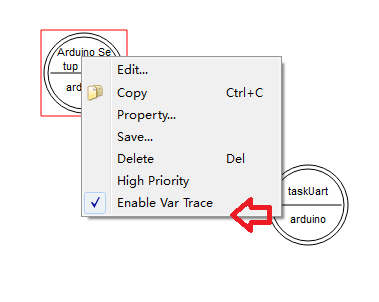 Arduino Se
tup
ard
Edit...
Copy Ctrl+C
Property...
Save...
Delete Del
High Priority
Enable Var Trace
taskUart
arduino